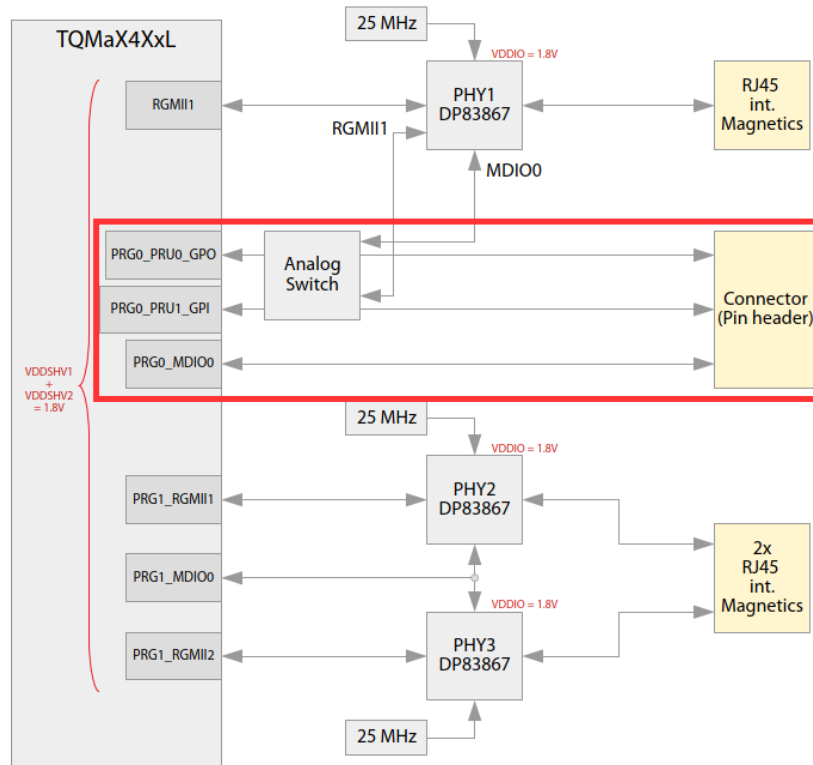 TQMaX4XxL
25 MHz
VDDIO = 1.8V
RGMII1
PHY1
DP83867
RJ45
int.
Magnetics
RGMII1
MDIO0
PRG0_PRU0_GPO
Analog
Switch
PRG0_PRU1_GPI
Connector
(Pin header)
PRG0_MDIO0
VDDSHV1
+
VDDSHV2
= 1.8V
25 MHz
VDDIO = 1.8V
PRG1_RGMII1
PHY2
DP83867
PRG1_MDIO0
2x
RJ45
int.
Magnetics
VDDIO = 1.8V
PRG1_RGMII2
PHY3
DP83867
25 MHz